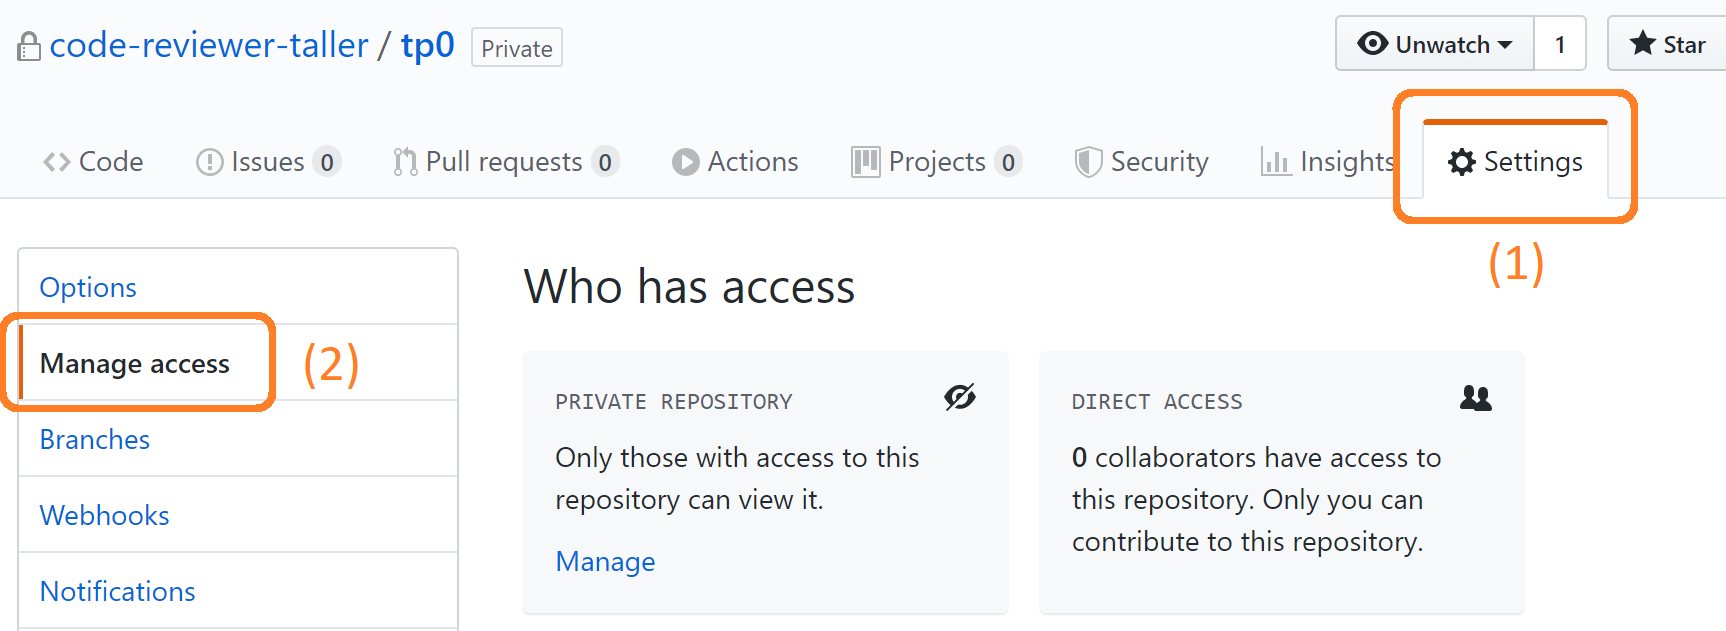 code-reviewer-taller / tp0 Private
Unwatch 1 Star
Code Issues 0 Pull requests 0 Actions Projects 0 Security Insights Settings
(1)
Options
Manage access (2)
Branches
Webhooks
Notifications
Who has access
PRIVATE REPOSITORY
Only those with access to this
repository can view it.
Manage
DIRECT ACCESS
0 collaborators have access to
this repository. Only you can
contribute to this repository.